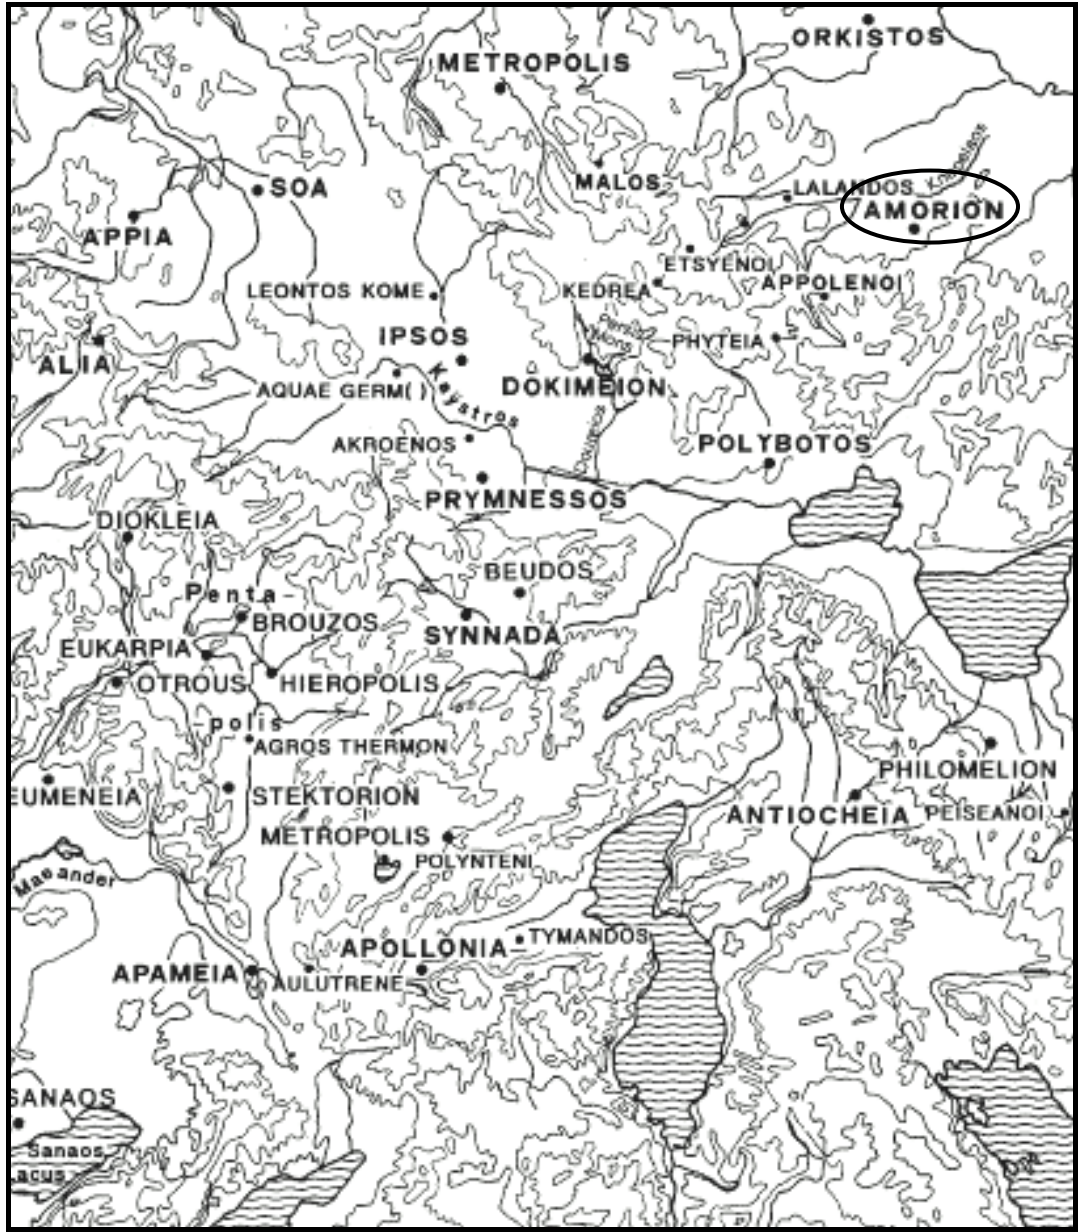 ORKISTOS
METROPOLIS
MALOS
LALANDOS
SOA
AMORION
APPIA
ETSYENOI
APPOLENOI
LEONTOS KOME
KEDREA
IPSOS
PHYTEIA
ALIA
Kaystros
AQUAE GERM( )
DOKIMEION
AKROENOS
POLYBOTOS
PRYMNESSOS
DIOKLEIA
BEUDOS
Penta-
BROUZOS
SYNNADA
EUKARPIA
OTROUS
HIEROPOLIS
-polis
AGROS THERMON
PHILOMELION
EUMENEIA
STEKTORION
ANTIOCHEIA
PEISEANOI
METROPOLIS
POLYNTENI
Maeander
APOLLONIA
TYMANDOS
APAMEIA
AULUTRENE
SANAOS
Sanaos
acus